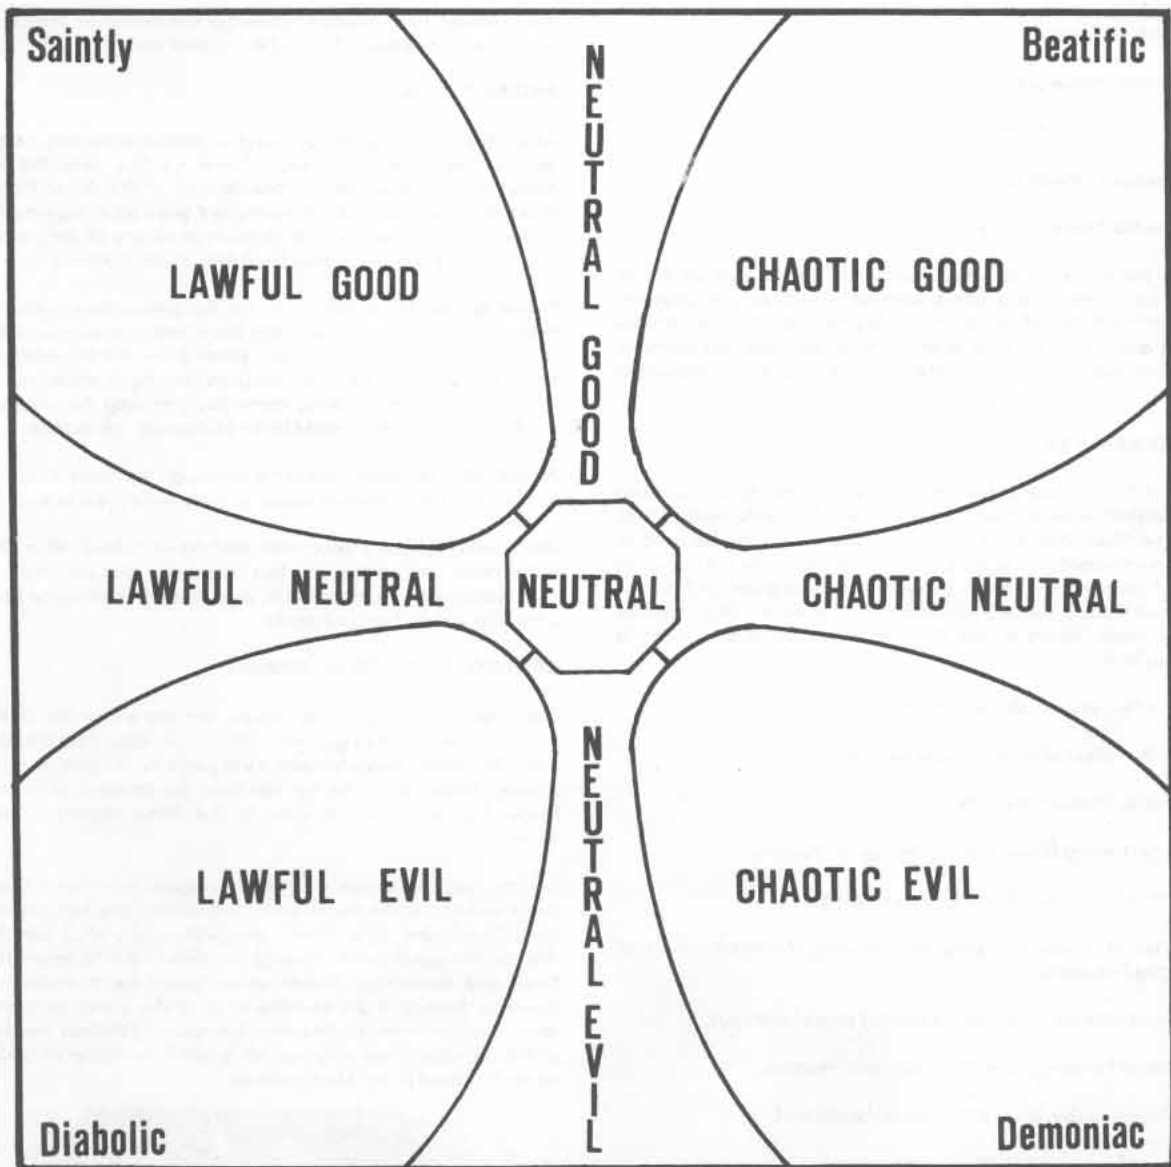 Saintly
Beatific
NEUTRAL GOOD
LAWFUL GOOD
CHAOTIC GOOD
LAWFUL NEUTRAL
NEUTRAL
CHAOTIC NEUTRAL
LAWFUL EVIL
CHAOTIC EVIL
NEUTRAL EVIL
Diabolic
Demoniac